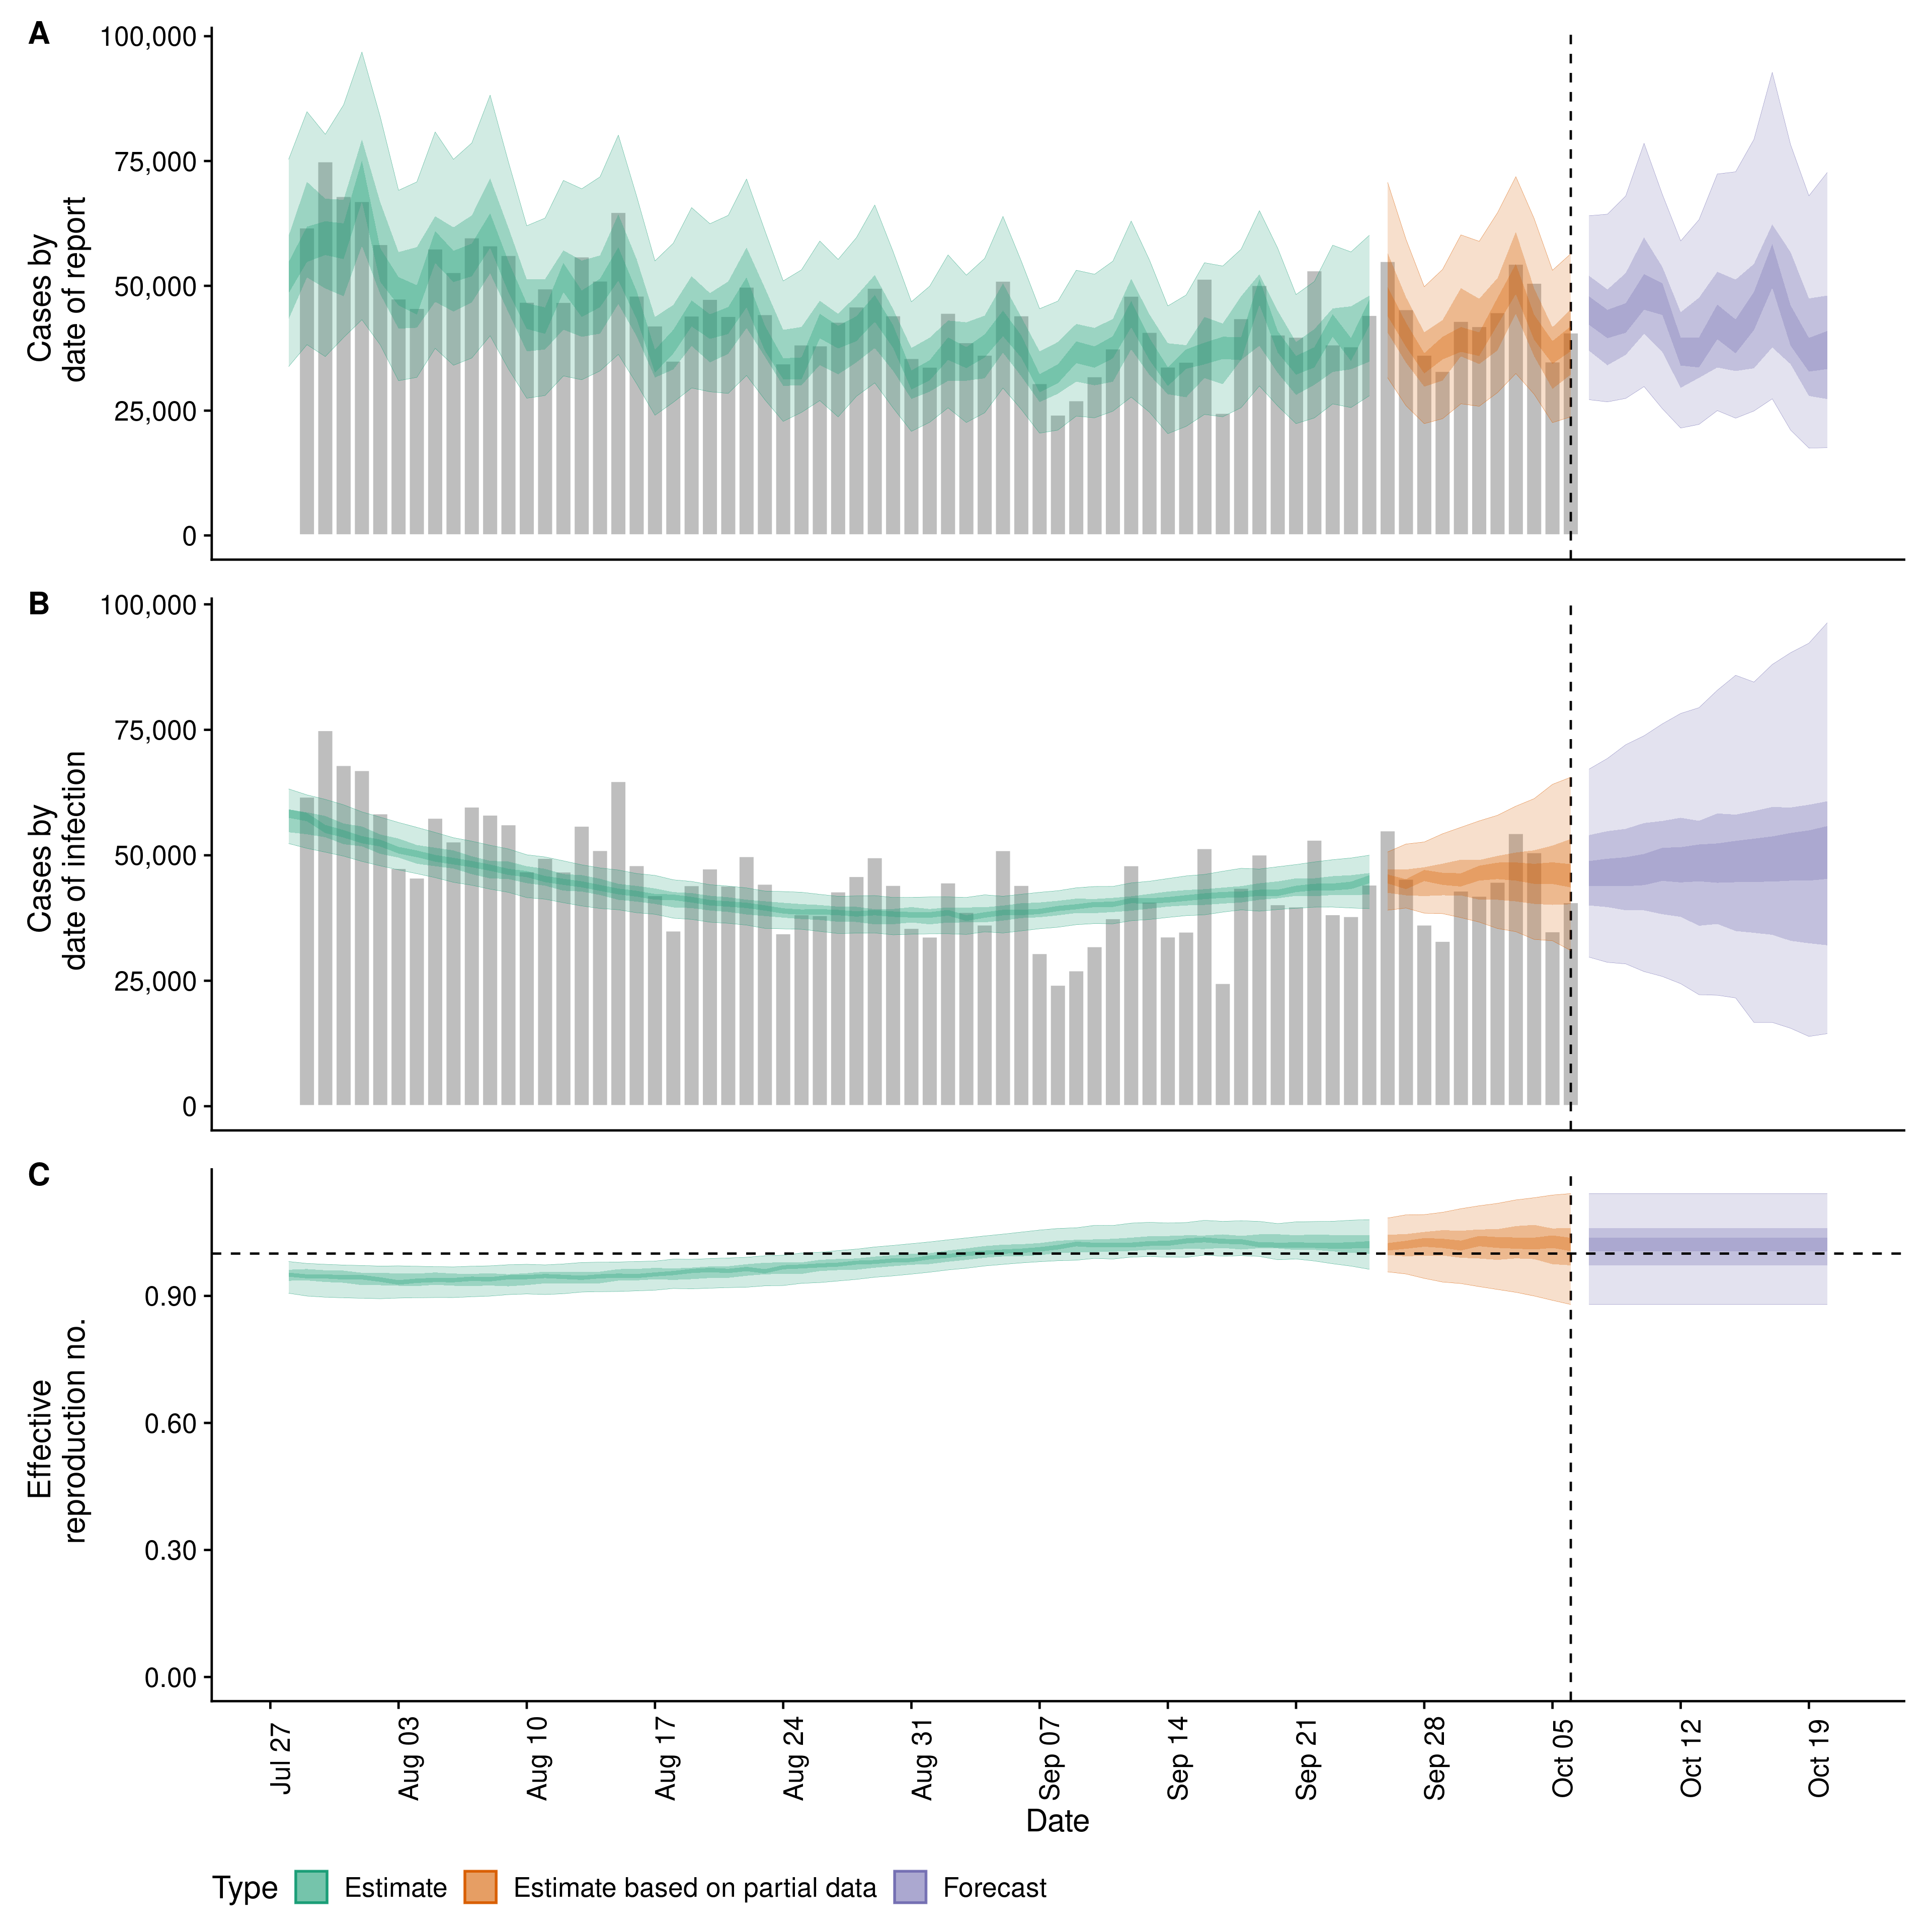 A
100,000
75,000
50,000
25,000
0
Cases by
date of report
B
100,000
75,000
50,000
25,000
0
Cases by
date of infection
C
0.90
0.60
0.30
0.00
Effective
reproduction no.
Jul 27
Aug 03
Aug 10
Aug 17
Aug 24
Aug 31
Sep 07
Sep 14
Sep 21
Sep 28
Oct 05
Oct 12
Oct 19
Date
Type Estimate Estimate based on partial data Forecast